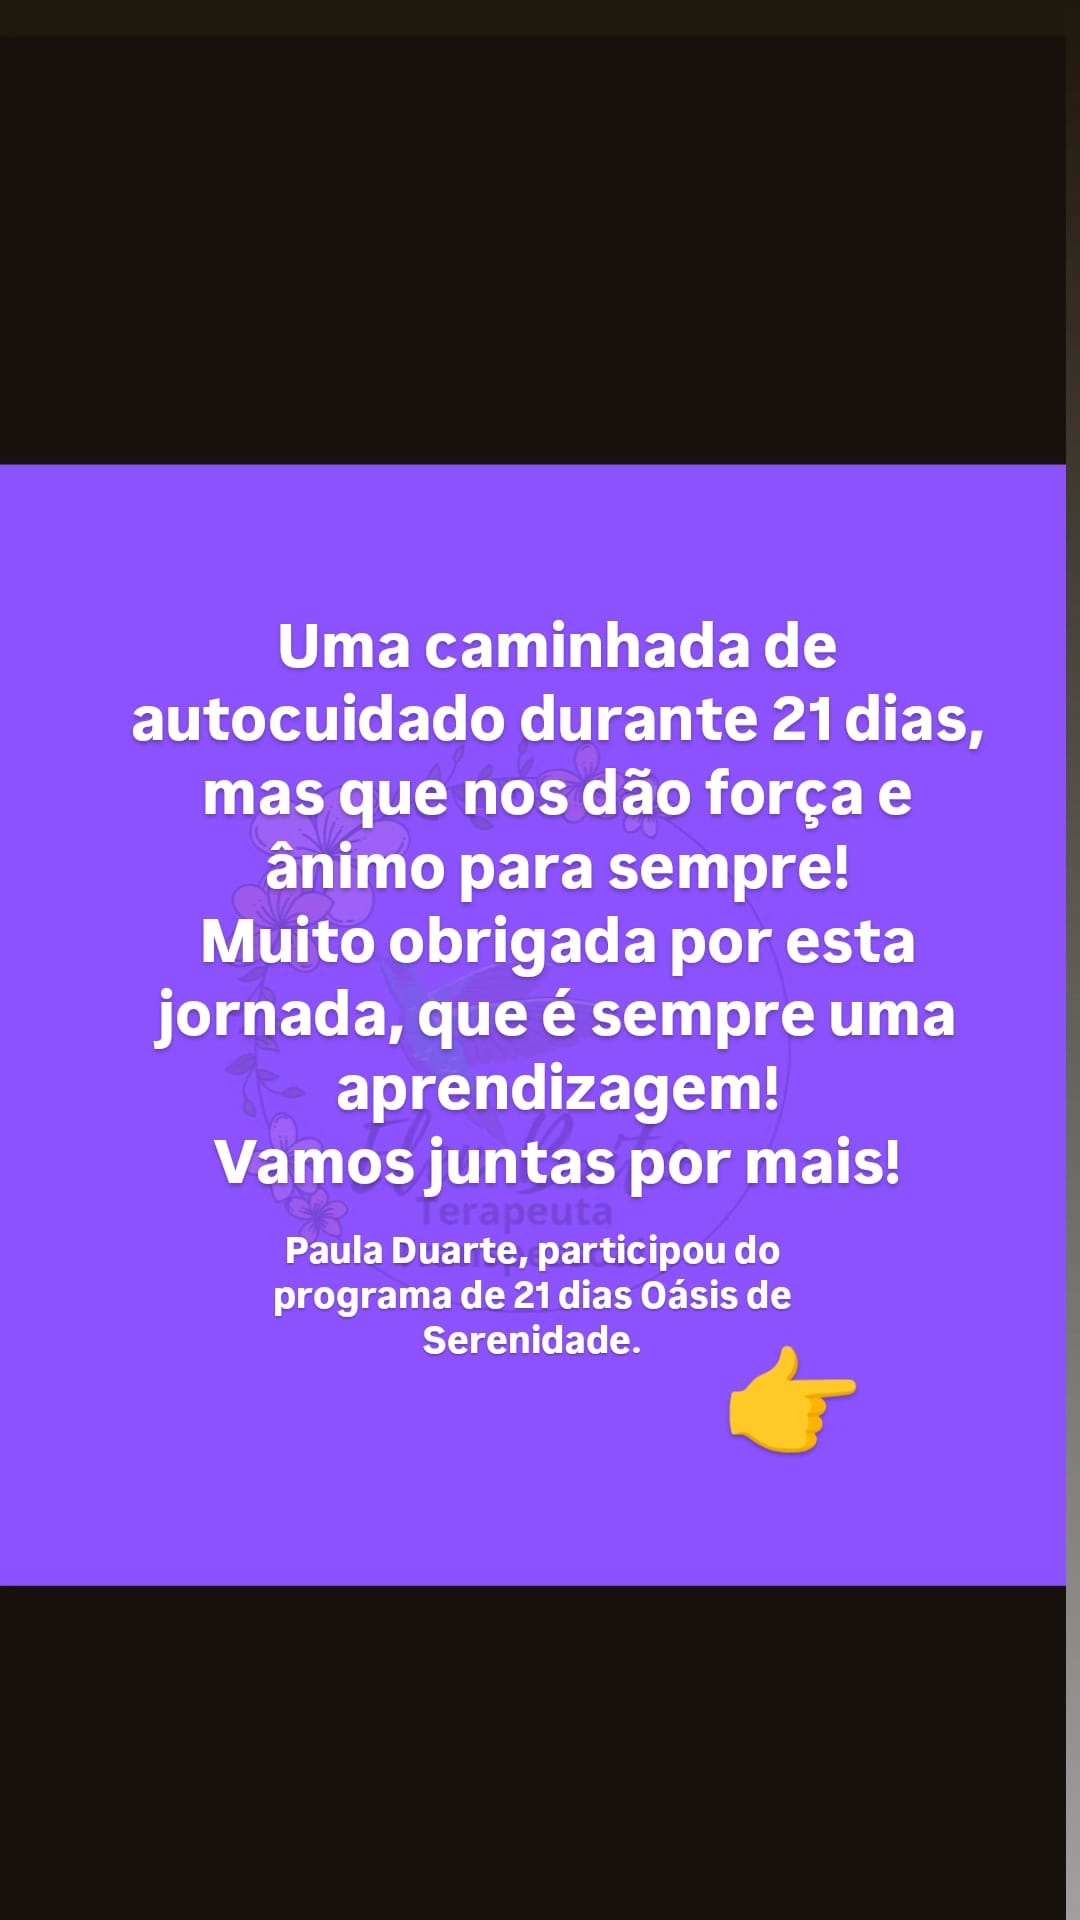 Uma caminhada de
autocuidado durante 21 dias,
mas que nos dão força e
ânimo para sempre!
Muito obrigada por esta
jornada, que é sempre uma
aprendizagem!
Vamos juntas por mais!
Terapeuta
Paula Duarte, participou do
programa de 21 dias Oásis de
Serenidade.